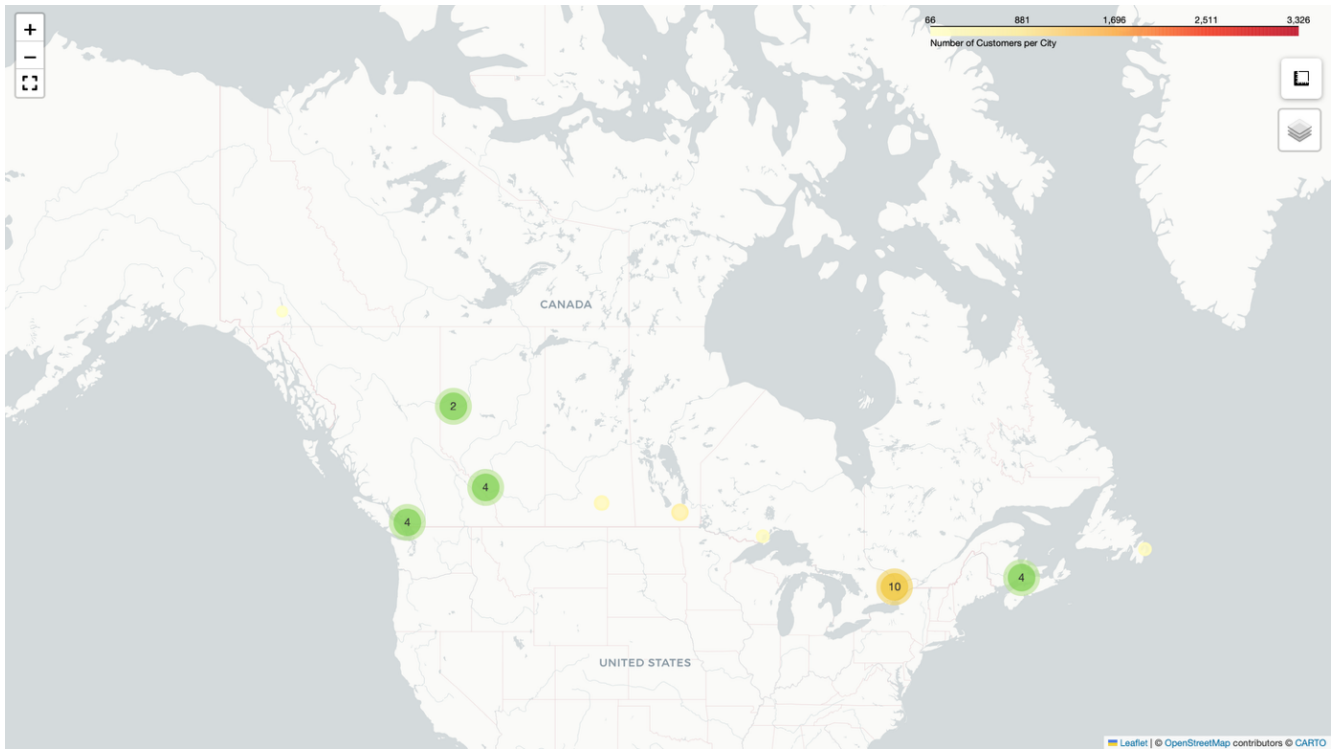 +
−
66 881 1,696 2,511 3,326
Number of Customers per City
CANADA
2
4
4
10
4
UNITED STATES
Leaflet | © OpenStreetMap contributors © CARTO